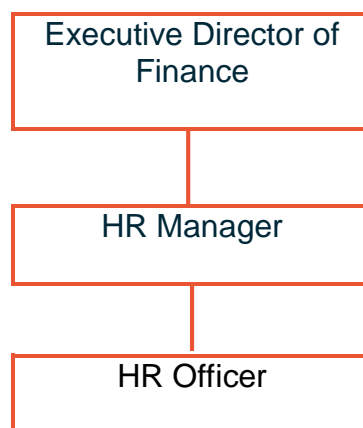 Executive Director of
Finance
HR Manager
HR Officer